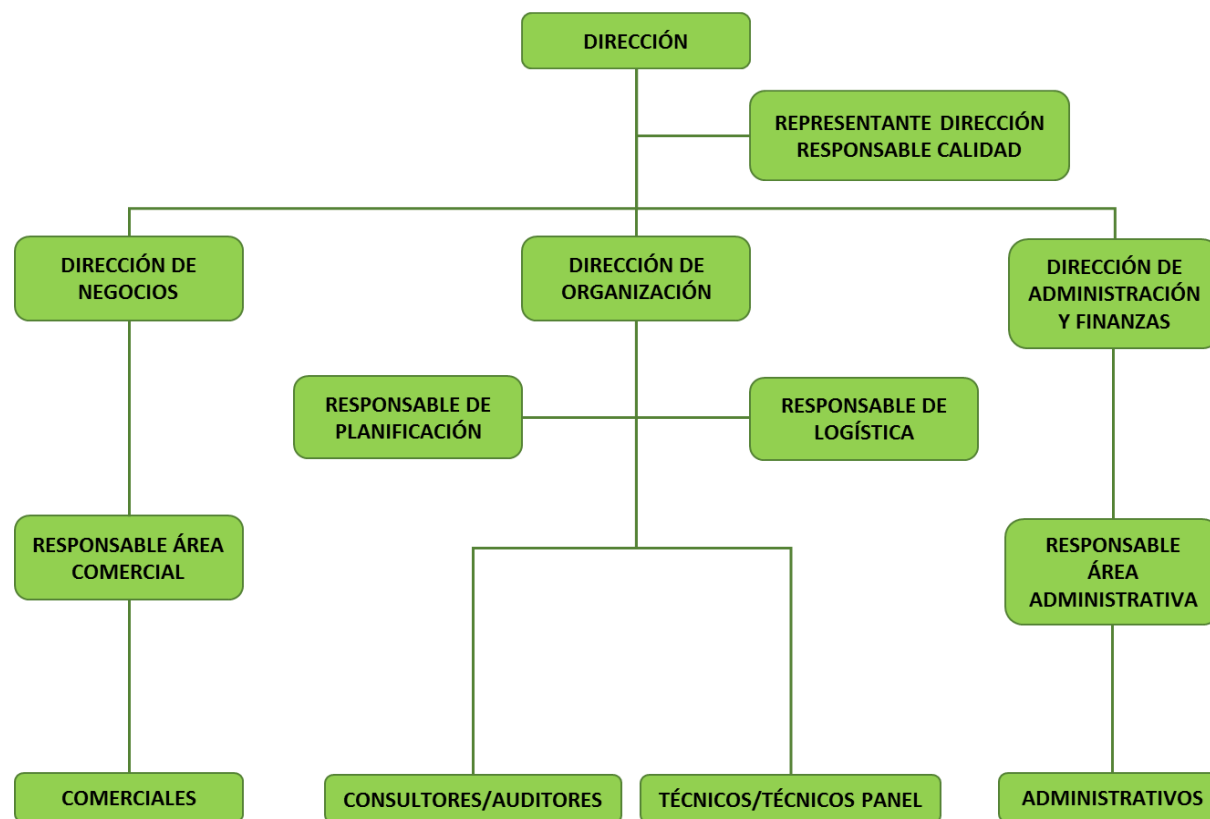 DIRECCIÓN
REPRESENTANTE DIRECCIÓN
RESPONSABLE CALIDAD
DIRECCIÓN DE
NEGOCIOS
DIRECCIÓN DE
ORGANIZACIÓN
DIRECCIÓN DE
ADMINISTRACIÓN
Y FINANZAS
RESPONSABLE DE
PLANIFICACIÓN
RESPONSABLE DE
LOGÍSTICA
RESPONSABLE ÁREA
COMERCIAL
RESPONSABLE
ÁREA
ADMINISTRATIVA
COMERCIALES
CONSULTORES/AUDITORES
TÉCNICOS/TÉCNICOS PANEL
ADMINISTRATIVOS